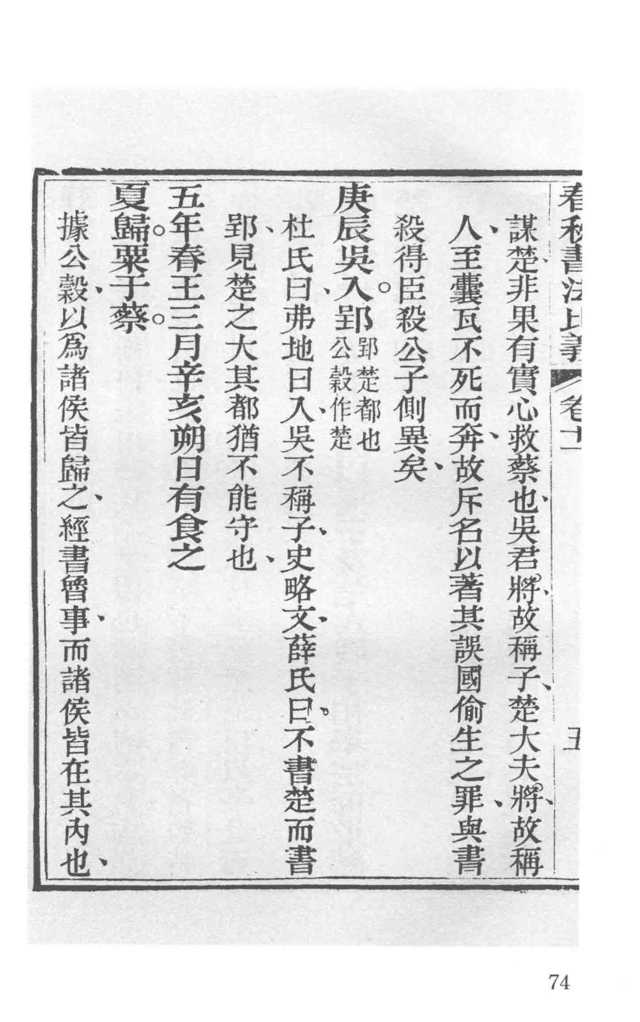 春秋書法比義 卷十一 五
謀楚非果有實心救蔡也吳君將故稱子楚大夫將故稱
人至囊瓦不死而奔故斥名以著其誤國偷生之罪與書
殺得臣殺公子側異矣
庚辰吳入郢郢楚都也公穀作楚
杜氏曰弗地曰入吳不稱子史略文薛氏曰不書楚而書
郢見楚之大其都猶不能守也
五年春王三月辛亥朔日有食之
夏歸粟于蔡
據公穀以爲諸侯皆歸之經書魯事而諸侯皆在其內也
74